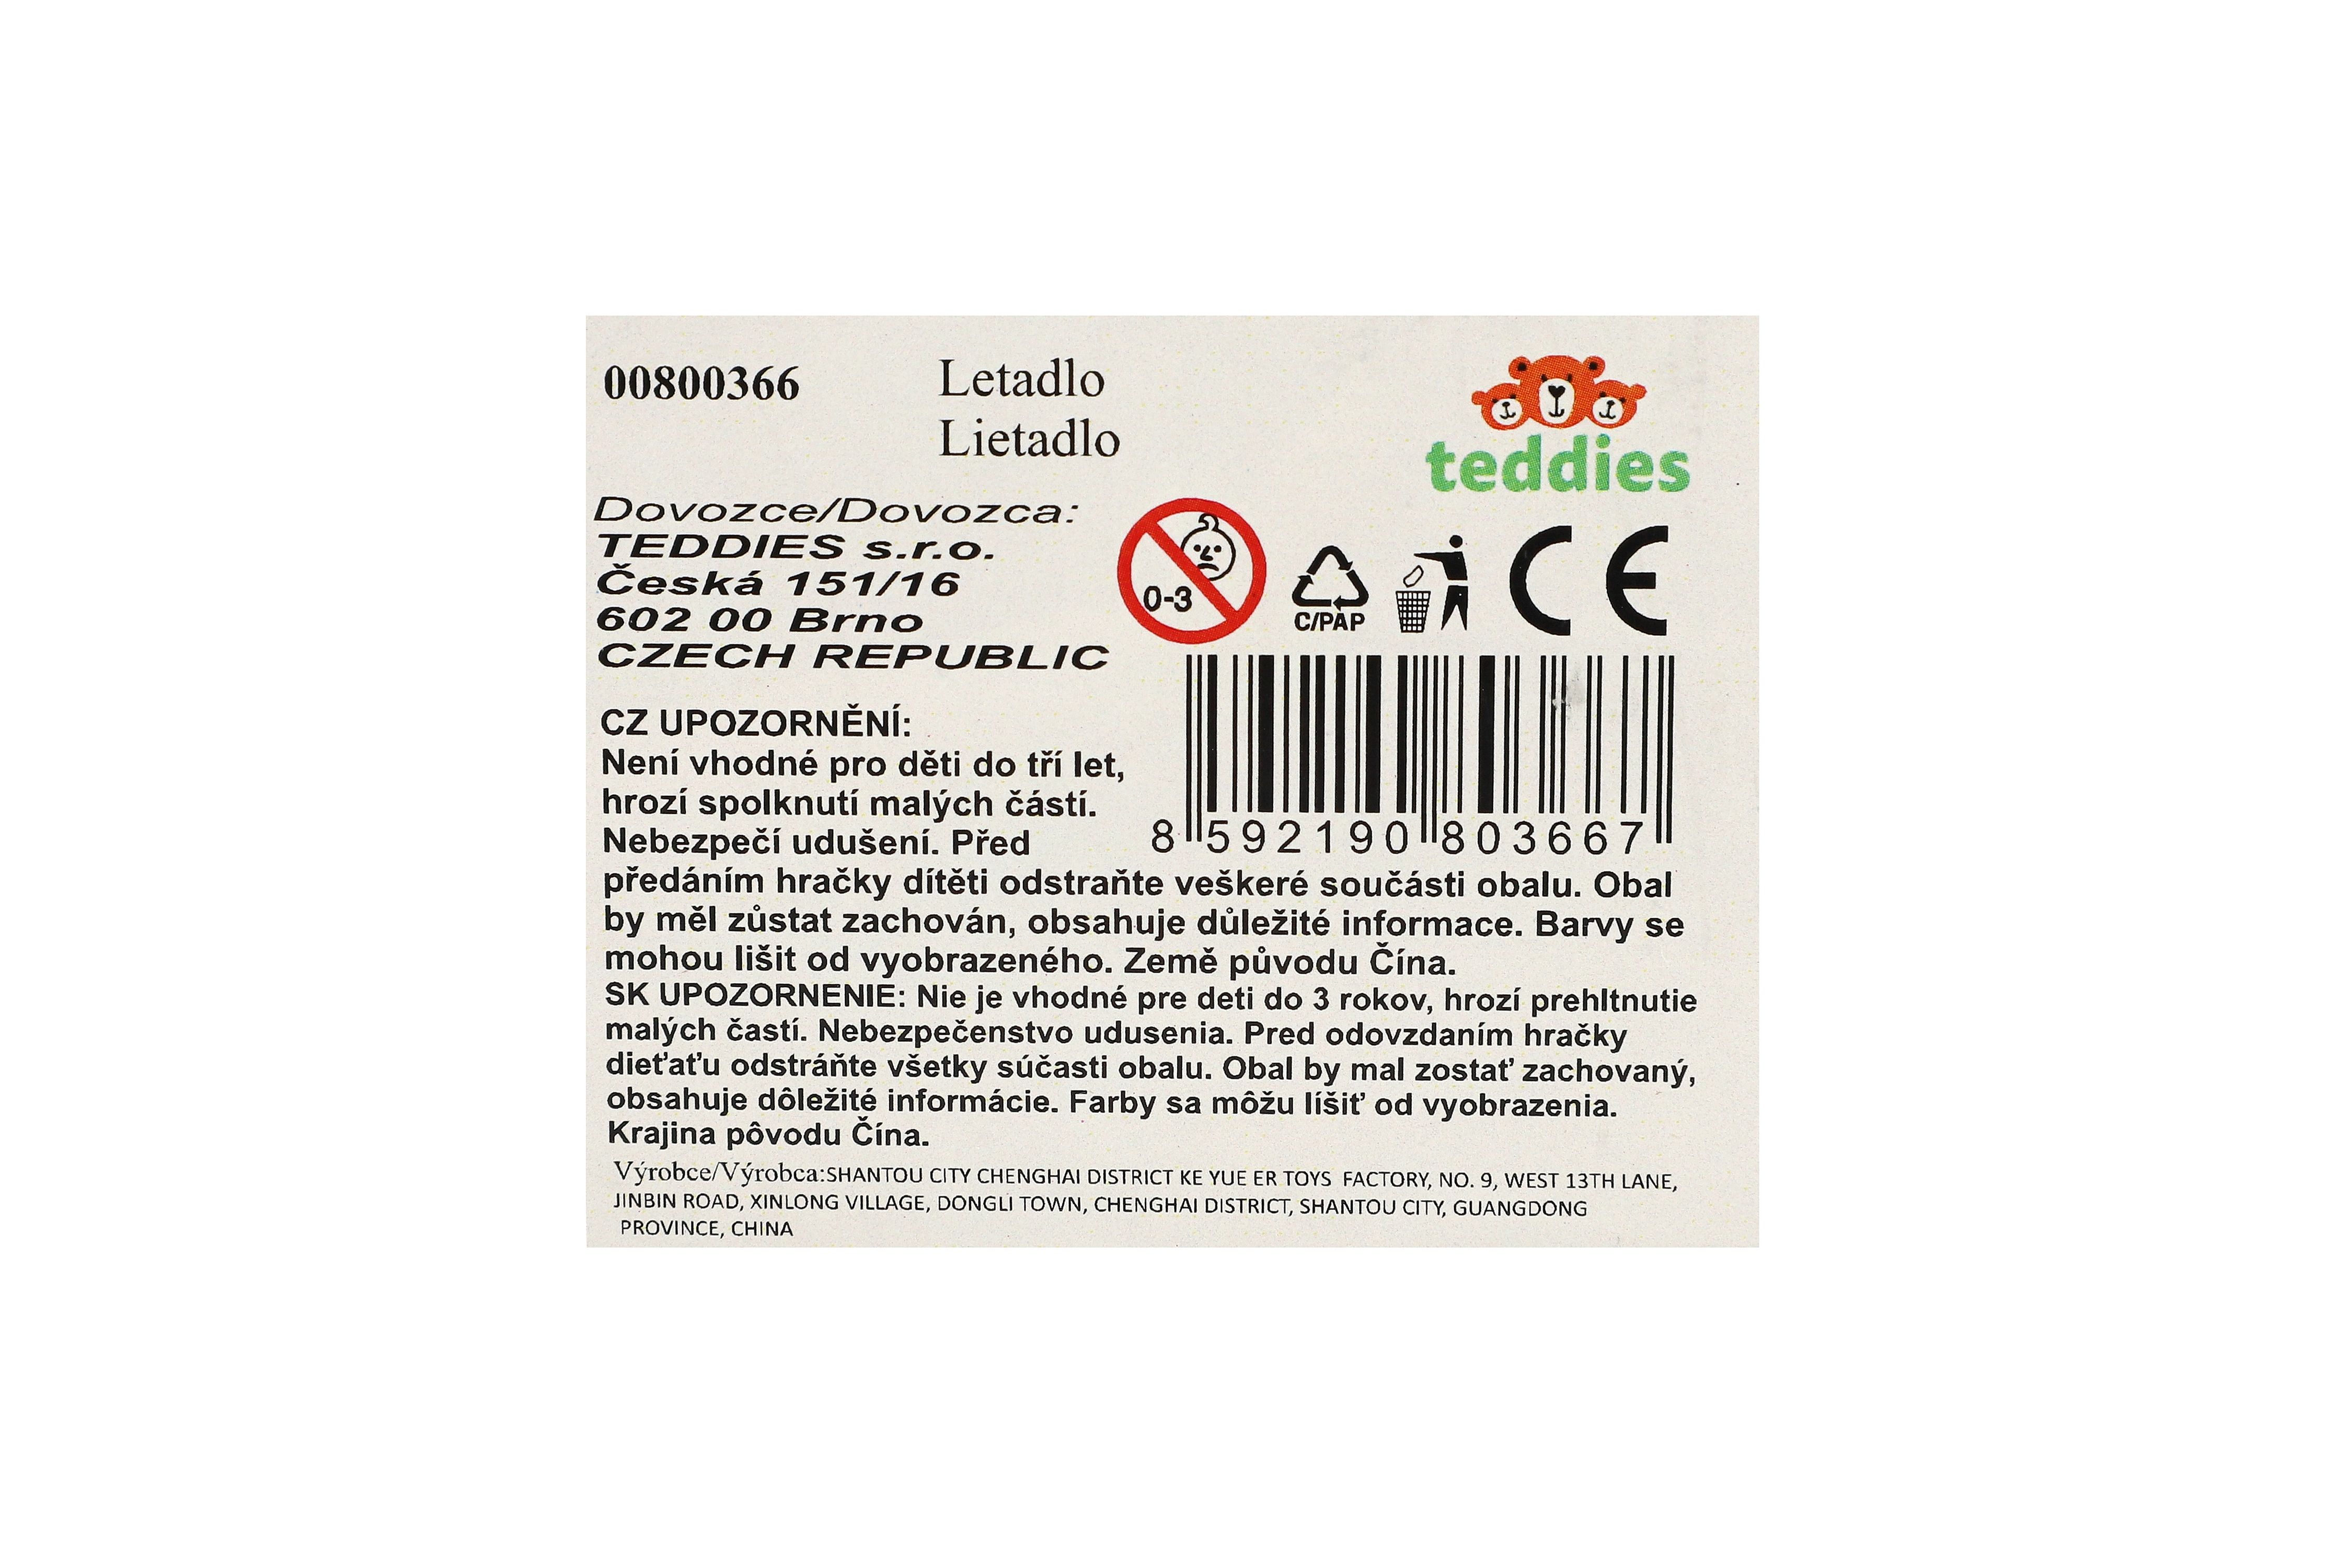 00800366
Letadlo
Lietadlo
teddies
Dovozce/Dovozca:
TEDDIES s.r.o.
Česká 151/16
602 00 Brno
CZECH REPUBLIC
0-3
C/PAP
CE
CZ UPOZORNĚNÍ:
Není vhodné pro děti do tří let,
hrozí spolknutí malých částí.
Nebezpečí udušení. Před
8 592190 803667
předáním hračky dítěti odstraňte veškeré součásti obalu. Obal
by měl zůstat zachován, obsahuje důležité informace. Barvy se
mohou lišit od vyobrazeného. Země původu Čína.
SK UPOZORNENIE: Nie je vhodné pre deti do 3 rokov, hrozí prehltnutie
malých častí. Nebezpečenstvo udusenia. Pred odovzdaním hračky
dieťaťu odstráňte všetky súčasti obalu. Obal by mal zostať zachovaný,
obsahuje dôležité informácie. Farby sa môžu líšiť od vyobrazenia.
Krajina pôvodu Čína.
Výrobce/Výrobca:SHANTOU CITY CHENGHAI DISTRICT KE YUE ER TOYS FACTORY, NO. 9, WEST 13TH LANE,
JINBIN ROAD, XINLONG VILLAGE, DONGLI TOWN, CHENGHAI DISTRICT, SHANTOU CITY, GUANGDONG
PROVINCE, CHINA